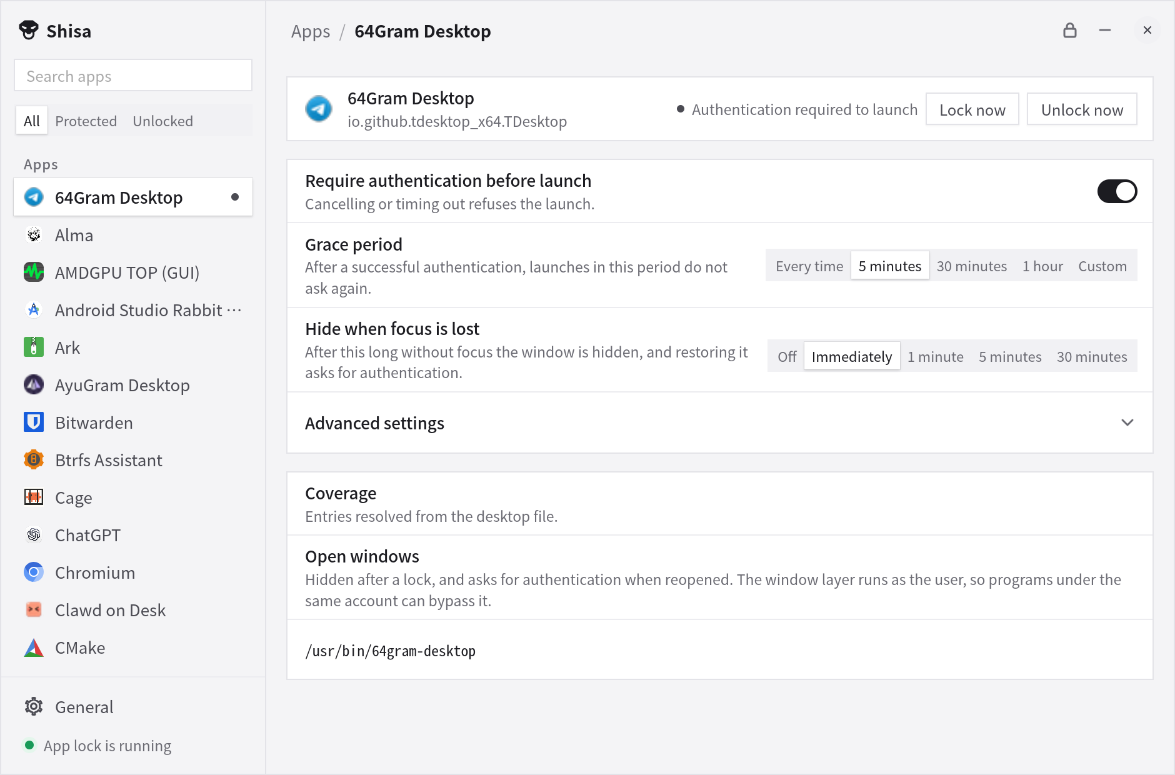 Shisa
Search apps
All Protected Unlocked
Apps
64Gram Desktop
Alma
AMDGPU TOP (GUI)
Android Studio Rabbit ···
Ark
AyuGram Desktop
Bitwarden
Btrfs Assistant
Cage
ChatGPT
Chromium
Clawd on Desk
CMake
General
App lock is running
Apps / 64Gram Desktop
64Gram Desktop
io.github.tdesktop_x64.TDesktop
Authentication required to launch
Lock now
Unlock now
Require authentication before launch
Cancelling or timing out refuses the launch.
Grace period
After a successful authentication, launches in this period do not
ask again.
Every time 5 minutes 30 minutes 1 hour Custom
Hide when focus is lost
After this long without focus the window is hidden, and restoring it
asks for authentication.
Off Immediately 1 minute 5 minutes 30 minutes
Advanced settings
Coverage
Entries resolved from the desktop file.
Open windows
Hidden after a lock, and asks for authentication when reopened. The window layer runs as the user, so programs under the
same account can bypass it.
/usr/bin/64gram-desktop